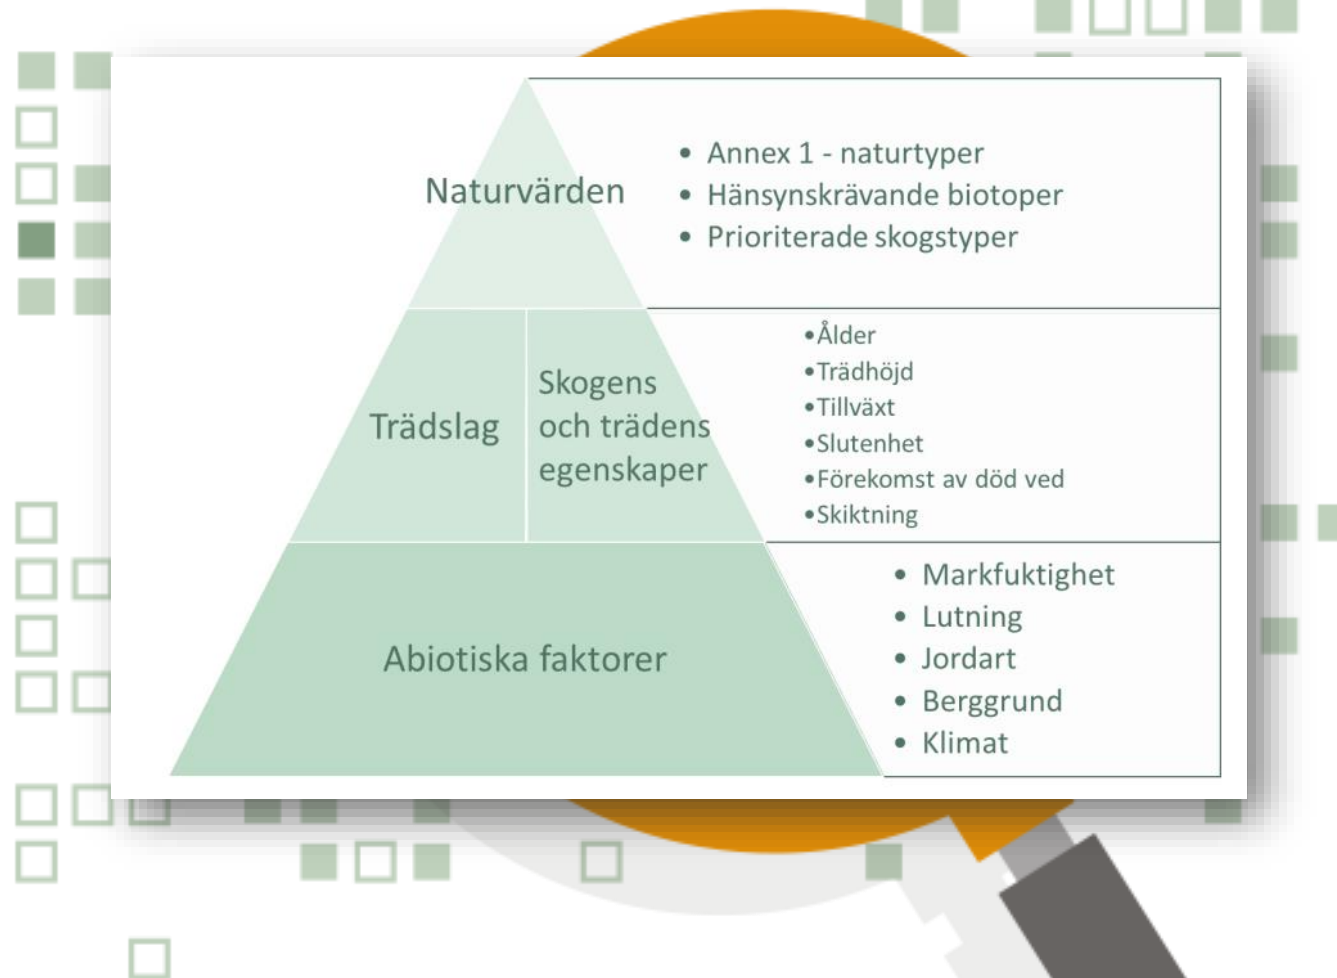 Naturvärden
• Annex 1 - naturtyper
• Hänsynskrävande biotoper
• Prioriterade skogstyper
Trädslag
Skogens
och trädens
egenskaper
•Ålder
•Trädhöjd
•Tillväxt
•Slutenhet
•Förekomst av död ved
•Skiktning
Abiotiska faktorer
• Markfuktighet
• Lutning
• Jordart
• Berggrund
• Klimat